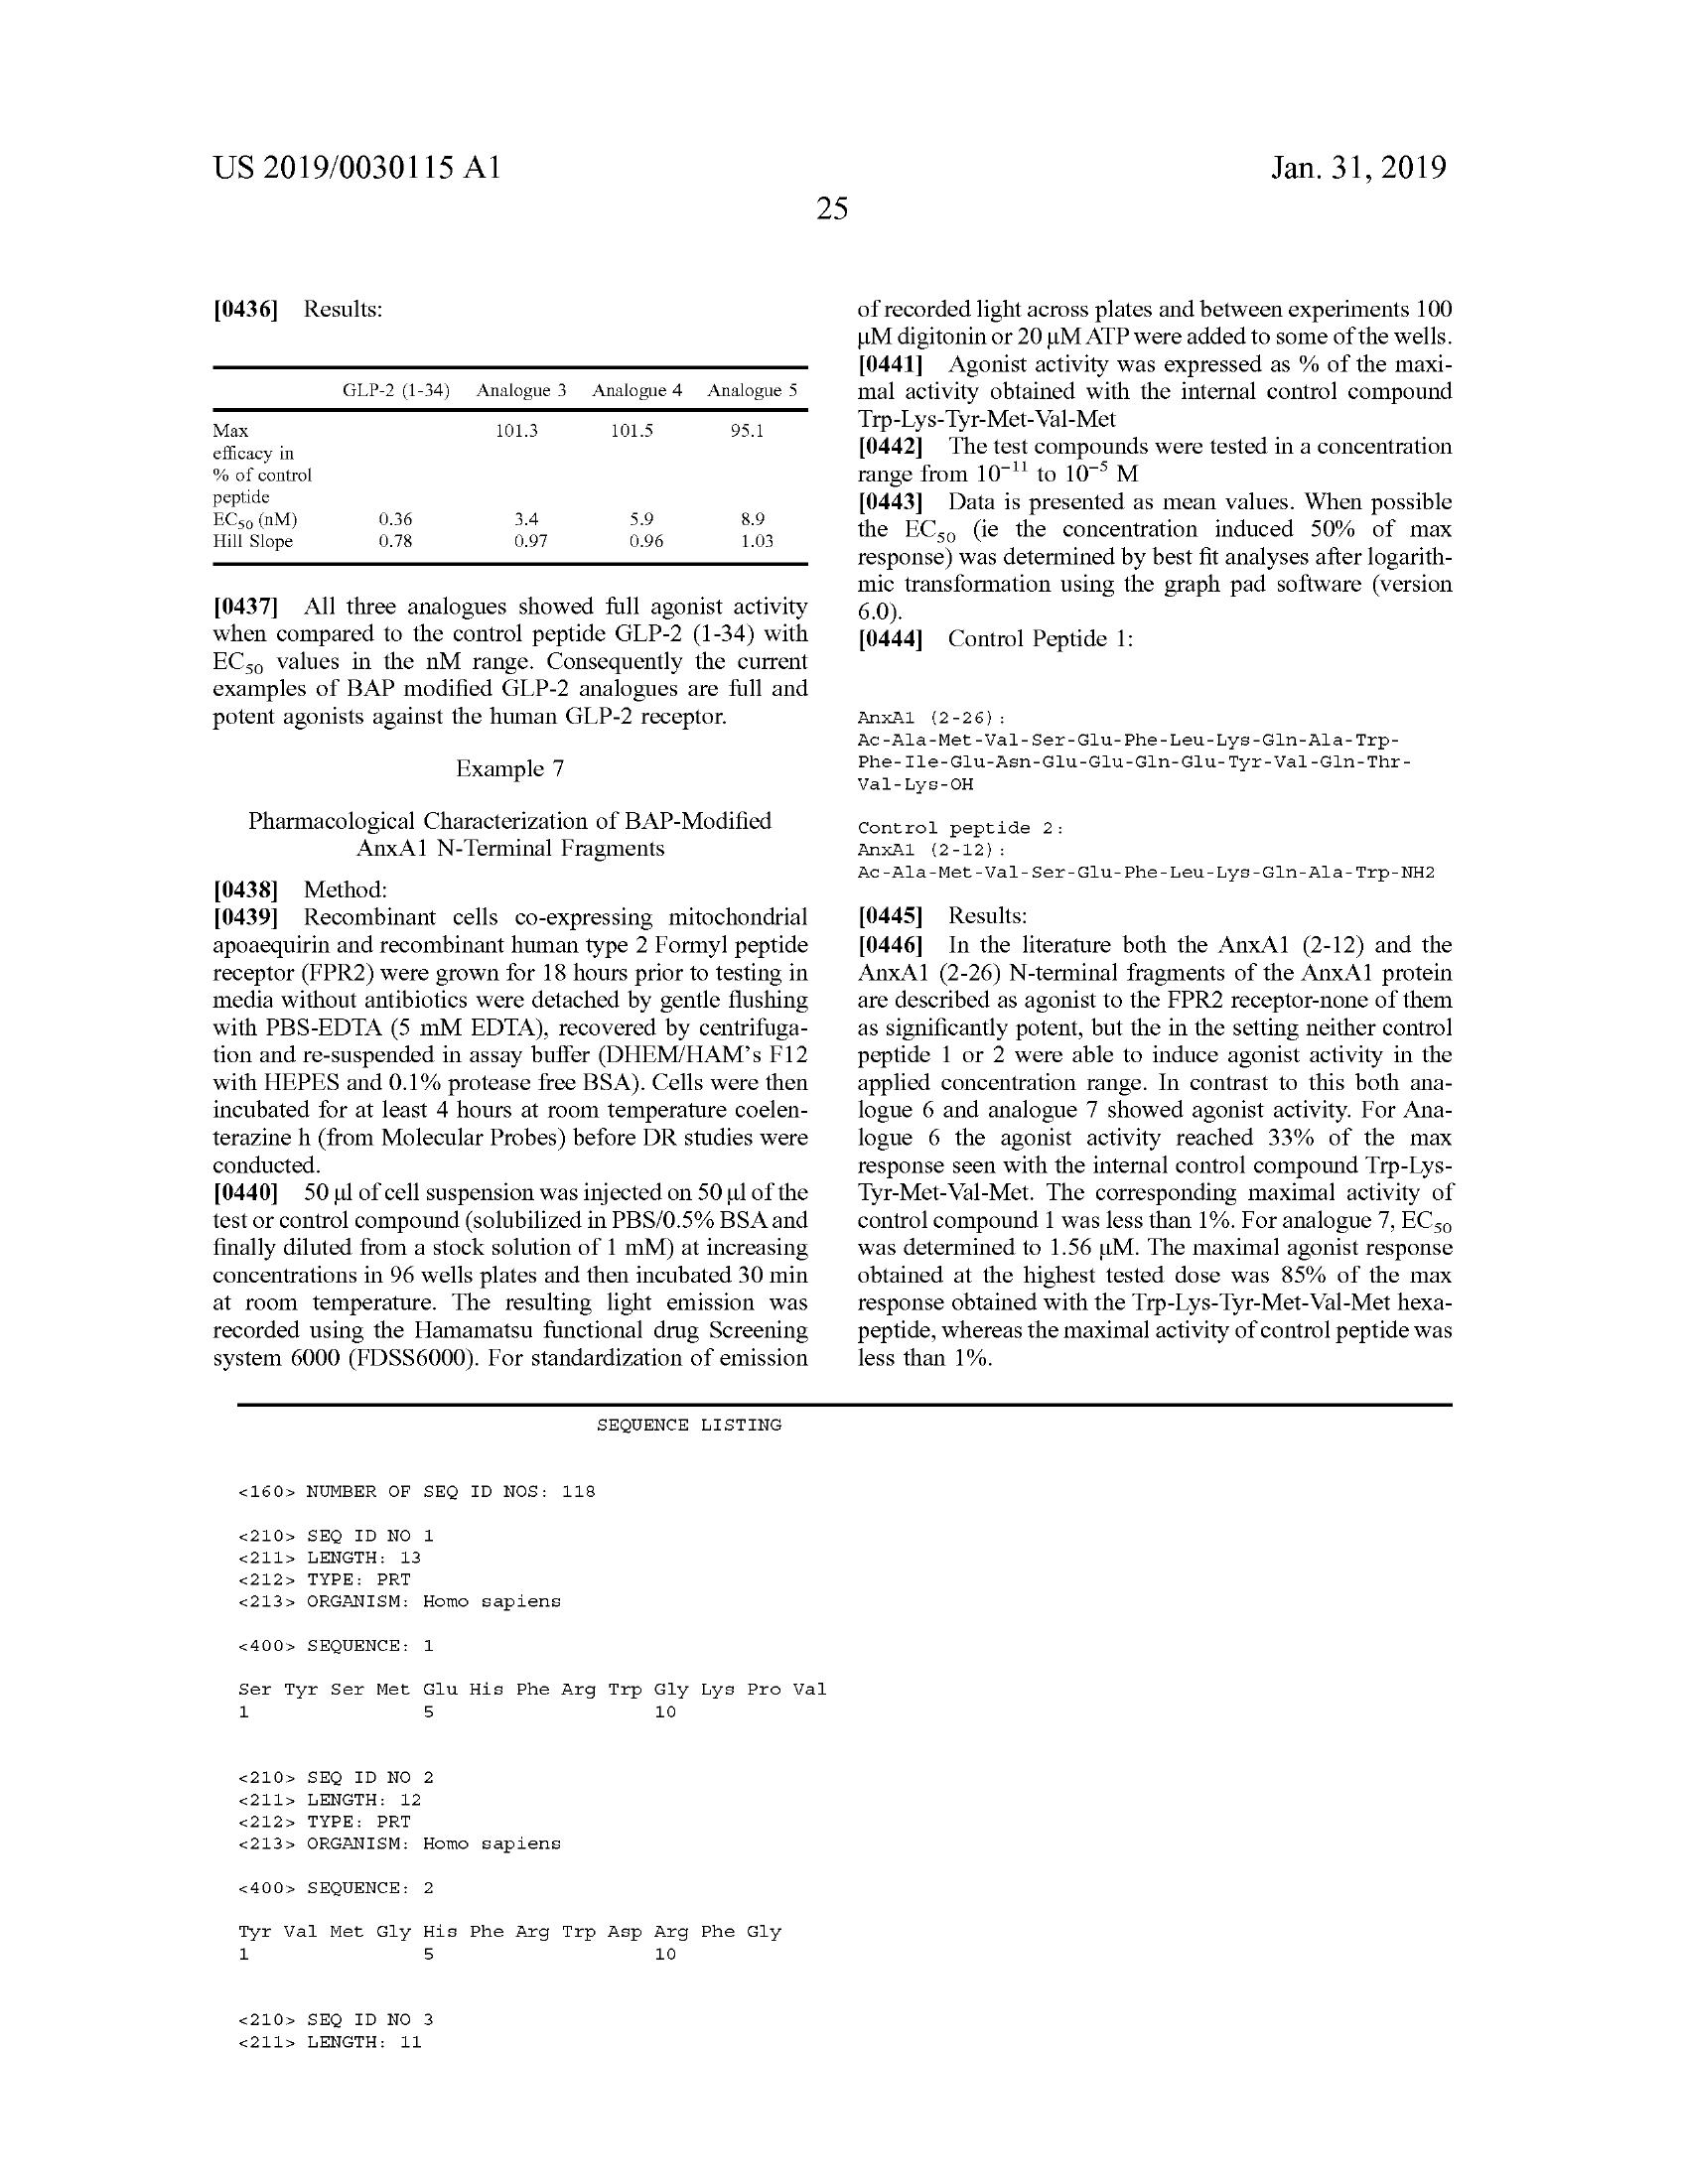 US 2019/0030115 A1
Jan. 31, 2019
25
[0436] Results:
GLP-2 (1-34) Analogue 3 Analogue 4 Analogue 5
Max 101.3 101.5 95.1
efficacy in
% of control
peptide
EC50 (nM) 0.36 3.4 5.9 8.9
Hill Slope 0.78 0.97 0.96 1.03
[0437] All three analogues showed full agonist activity
when compared to the control peptide GLP-2 (1-34) with
EC50 values in the nM range. Consequently the current
examples of BAP modified GLP-2 analogues are full and
potent agonists against the human GLP-2 receptor.
Example 7
Pharmacological Characterization of BAP-Modified
AnxA1 N-Terminal Fragments
[0438] Method:
[0439] Recombinant cells co-expressing mitochondrial
apoaequirin and recombinant human type 2 Formyl peptide
receptor (FPR2) were grown for 18 hours prior to testing in
media without antibiotics were detached by gentle flushing
with PBS-EDTA (5 mM EDTA), recovered by centrifuga-
tion and re-suspended in assay buffer (DHEM/HAM's F12
with HEPES and 0.1% protease free BSA). Cells were then
incubated for at least 4 hours at room temperature coelen-
terazine h (from Molecular Probes) before DR studies were
conducted.
[0440] 50 µl of cell suspension was injected on 50 µl of the
test or control compound (solubilized in PBS/0.5% BSA and
finally diluted from a stock solution of 1 mM) at increasing
concentrations in 96 wells plates and then incubated 30 min
at room temperature. The resulting light emission was
recorded using the Hamamatsu functional drug Screening
system 6000 (FDSS6000). For standardization of emission
of recorded light across plates and between experiments 100
µM digitonin or 20 µM ATP were added to some of the wells.
[0441] Agonist activity was expressed as % of the maxi-
mal activity obtained with the internal control compound
Trp-Lys-Tyr-Met-Val-Met
[0442] The test compounds were tested in a concentration
range from 10−11 to 10−5 M
[0443] Data is presented as mean values. When possible
the EC50 (ie the concentration induced 50% of max
response) was determined by best fit analyses after logarith-
mic transformation using the graph pad software (version
6.0).
[0444] Control Peptide 1:
AnxA1 (2-26):
Ac-Ala-Met-Val-Ser-Glu-Phe-Leu-Lys-Gln-Ala-Trp-
Phe-Ile-Glu-Asn-Glu-Glu-Gln-Glu-Tyr-Val-Gln-Thr-
Val-Lys-OH
Control peptide 2:
AnxA1 (2-12):
Ac-Ala-Met-Val-Ser-Glu-Phe-Leu-Lys-Gln-Ala-Trp-NH2
[0445] Results:
[0446] In the literature both the AnxA1 (2-12) and the
AnxA1 (2-26) N-terminal fragments of the AnxA1 protein
are described as agonist to the FPR2 receptor-none of them
as significantly potent, but the in the setting neither control
peptide 1 or 2 were able to induce agonist activity in the
applied concentration range. In contrast to this both ana-
logue 6 and analogue 7 showed agonist activity. For Ana-
logue 6 the agonist activity reached 33% of the max
response seen with the internal control compound Trp-Lys-
Tyr-Met-Val-Met. The corresponding maximal activity of
control compound 1 was less than 1%. For analogue 7, EC50
was determined to 1.56 µM. The maximal agonist response
obtained at the highest tested dose was 85% of the max
response obtained with the Trp-Lys-Tyr-Met-Val-Met hexa-
peptide, whereas the maximal activity of control peptide was
less than 1%.
SEQUENCE LISTING
<160> NUMBER OF SEQ ID NOS: 118
<210> SEQ ID NO 1
<211> LENGTH: 13
<212> TYPE: PRT
<213> ORGANISM: Homo sapiens
<400> SEQUENCE: 1
Ser Tyr Ser Met Glu His Phe Arg Trp Gly Lys Pro Val
1 5 10
<210> SEQ ID NO 2
<211> LENGTH: 12
<212> TYPE: PRT
<213> ORGANISM: Homo sapiens
<400> SEQUENCE: 2
Tyr Val Met Gly His Phe Arg Trp Asp Arg Phe Gly
1 5 10
<210> SEQ ID NO 3
<211> LENGTH: 11